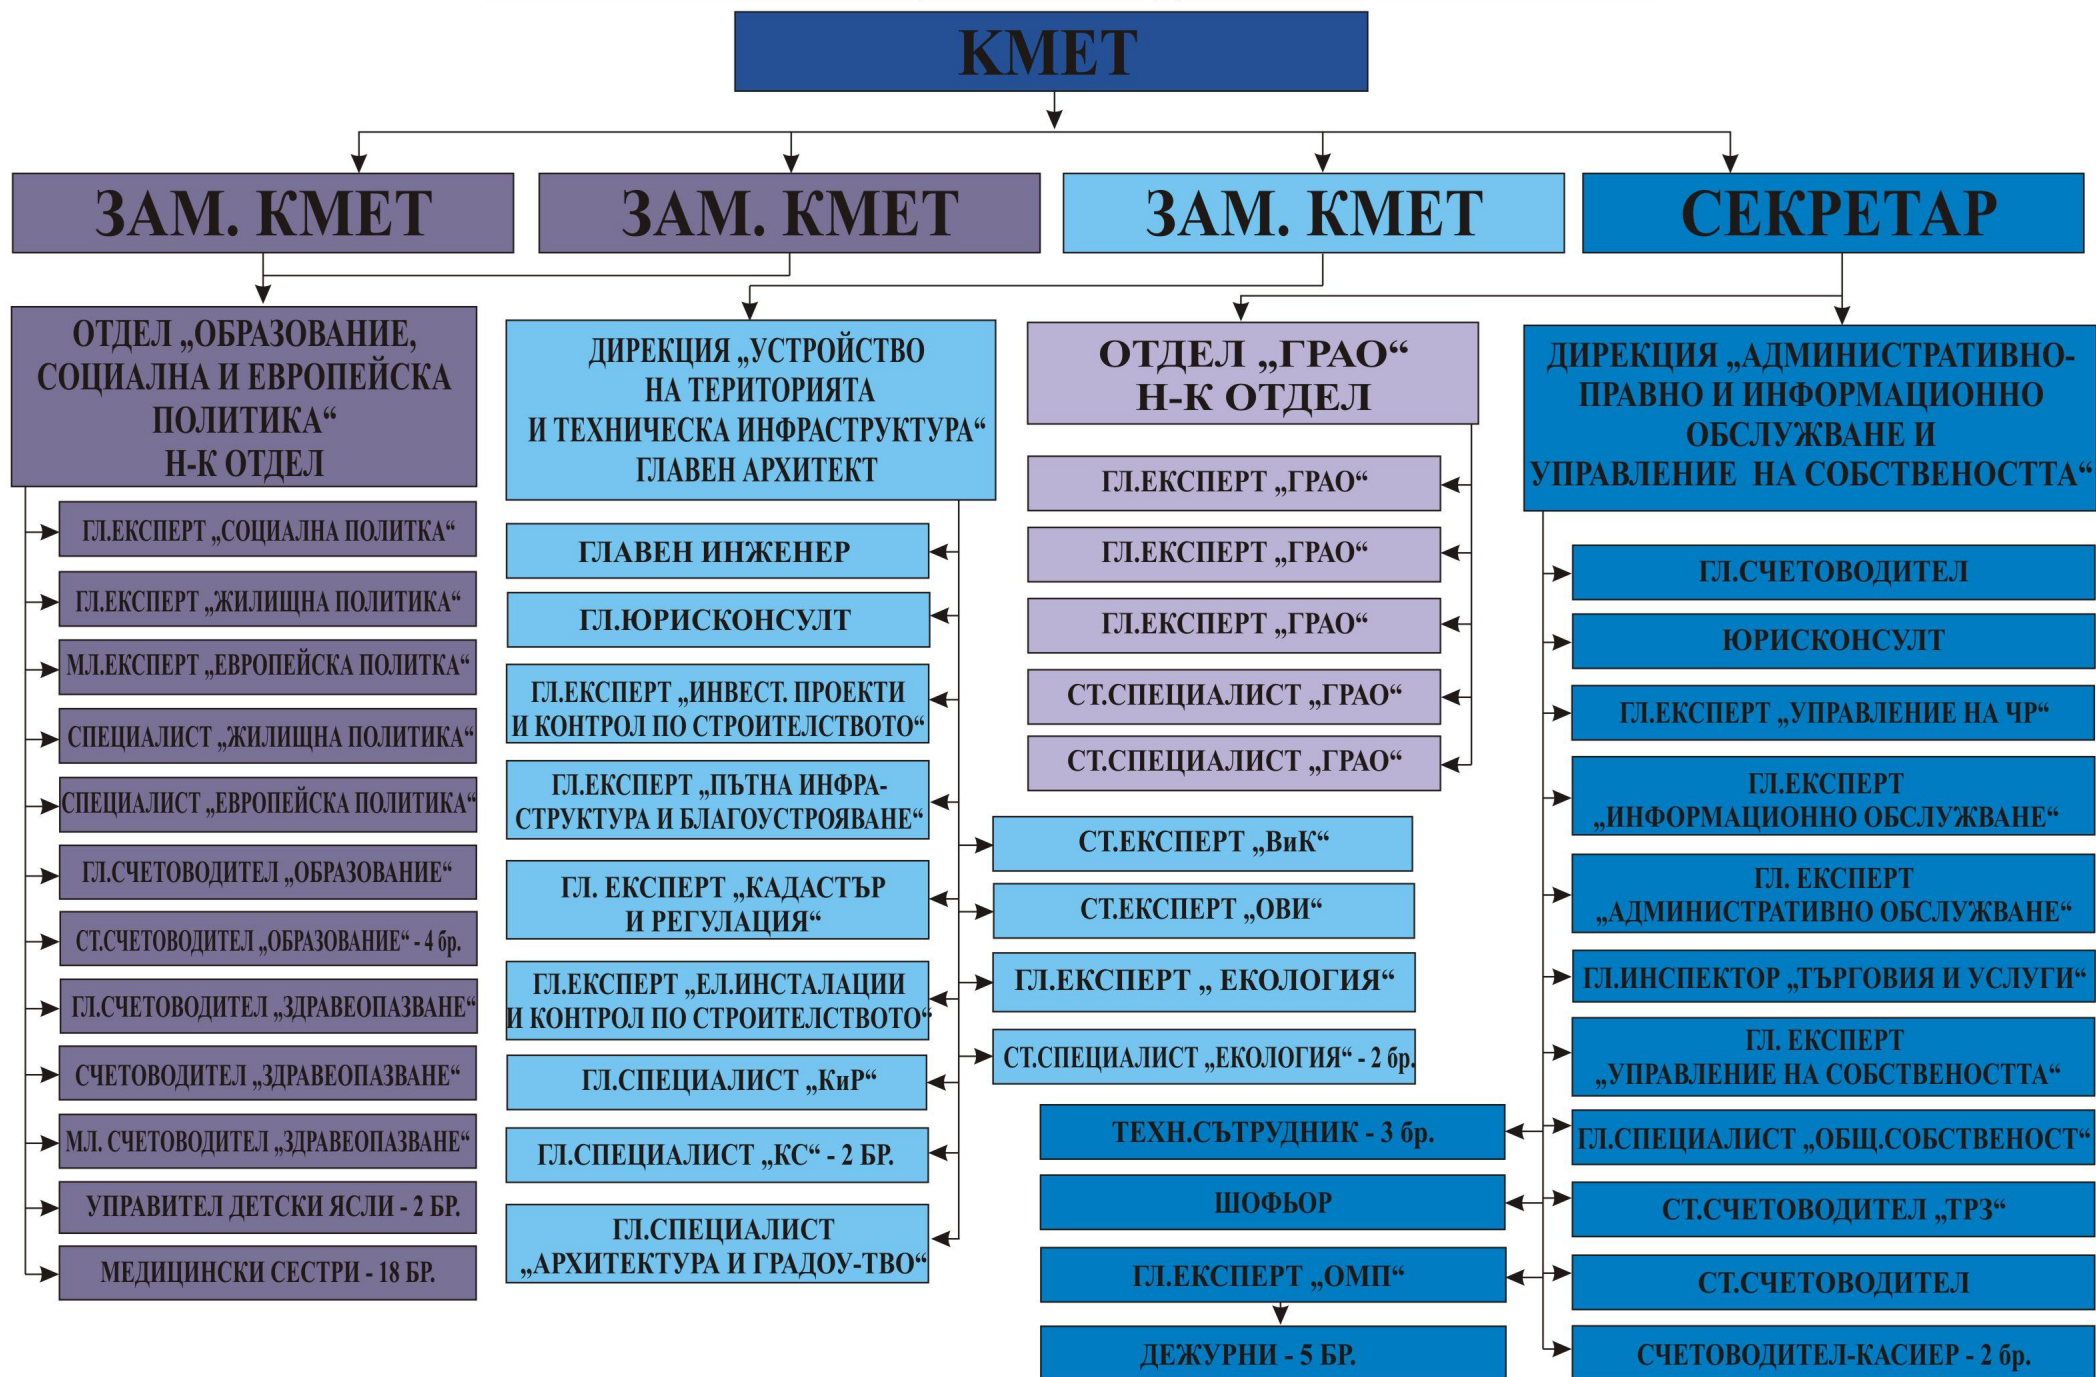 КМЕТ
ЗАМ. КМЕТ
ЗАМ. КМЕТ
ЗАМ. КМЕТ
СЕКРЕТАР
ОТДЕЛ „ОБРАЗОВАНИЕ,
СОЦИАЛНА И ЕВРОПЕЙСКА
ПОЛИТИКА“
Н-К ОТДЕЛ
ГЛ.ЕКСПЕРТ „СОЦИАЛНА ПОЛИТКА“
ГЛ.ЕКСПЕРТ „ЖИЛИЩНА ПОЛИТИКА“
МЛ.ЕКСПЕРТ „ЕВРОПЕЙСКА ПОЛИТКА“
СПЕЦИАЛИСТ „ЖИЛИЩНА ПОЛИТИКА“
СПЕЦИАЛИСТ „ЕВРОПЕЙСКА ПОЛИТИКА“
ГЛ.СЧЕТОВОДИТЕЛ „ОБРАЗОВАНИЕ“
СТ.СЧЕТОВОДИТЕЛ „ОБРАЗОВАНИЕ“ - 4 бр.
ГЛ.СЧЕТОВОДИТЕЛ „ЗДРАВЕОПАЗВАНЕ“
СЧЕТОВОДИТЕЛ „ЗДРАВЕОПАЗВАНЕ“
МЛ. СЧЕТОВОДИТЕЛ „ЗДРАВЕОПАЗВАНЕ“
УПРАВИТЕЛ ДЕТСКИ ЯСЛИ - 2 БР.
МЕДИЦИНСКИ СЕСТРИ - 18 БР.
ДИРЕКЦИЯ „УСТРОЙСТВО
НА ТЕРИТОРИЯТА
И ТЕХНИЧЕСКА ИНФРАСТРУКТУРА“
ГЛАВЕН АРХИТЕКТ
ГЛАВЕН ИНЖЕНЕР
ГЛ.ЮРИСКОНСУЛТ
ГЛ.ЕКСПЕРТ „ИНВЕСТ. ПРОЕКТИ
И КОНТРОЛ ПО СТРОИТЕЛСТВОТО“
ГЛ.ЕКСПЕРТ „ПЪТНА ИНФРА-
СТРУКТУРА И БЛАГОУСТРОЯВАНЕ“
ГЛ. ЕКСПЕРТ „КАДАСТЪР
И РЕГУЛАЦИЯ“
ГЛ.ЕКСПЕРТ „ЕЛ.ИНСТАЛАЦИИ
И КОНТРОЛ ПО СТРОИТЕЛСТВОТО“
ГЛ.СПЕЦИАЛИСТ „КиР“
ГЛ.СПЕЦИАЛИСТ „КС“ - 2 БР.
ГЛ.СПЕЦИАЛИСТ
„АРХИТЕКТУРА И ГРАДОУ-ТВО“
СТ.ЕКСПЕРТ „ВиК“
СТ.ЕКСПЕРТ „ОВИ“
ГЛ.ЕКСПЕРТ „ ЕКОЛОГИЯ“
СТ.СПЕЦИАЛИСТ „ЕКОЛОГИЯ“ - 2 бр.
ОТДЕЛ „ГРАО“
Н-К ОТДЕЛ
ГЛ.ЕКСПЕРТ „ГРАО“
ГЛ.ЕКСПЕРТ „ГРАО“
ГЛ.ЕКСПЕРТ „ГРАО“
СТ.СПЕЦИАЛИСТ „ГРАО“
СТ.СПЕЦИАЛИСТ „ГРАО“
ДИРЕКЦИЯ „АДМИНИСТРАТИВНО-
ПРАВНО И ИНФОРМАЦИОННО
ОБСЛУЖВАНЕ И
УПРАВЛЕНИЕ НА СОБСТВЕНОСТТА“
ГЛ.СЧЕТОВОДИТЕЛ
ЮРИСКОНСУЛТ
ГЛ.ЕКСПЕРТ „УПРАВЛЕНИЕ НА ЧР“
ГЛ.ЕКСПЕРТ
„ИНФОРМАЦИОННО ОБСЛУЖВАНЕ“
ГЛ. ЕКСПЕРТ
„АДМИНИСТРАТИВНО ОБСЛУЖВАНЕ“
ГЛ.ИНСПЕКТОР „ТЪРГОВИЯ И УСЛУГИ“
ГЛ. ЕКСПЕРТ
„УПРАВЛЕНИЕ НА СОБСТВЕНОСТТА“
ГЛ.СПЕЦИАЛИСТ „ОБЩ.СОБСТВЕНОСТ“
СТ.СЧЕТОВОДИТЕЛ „ТРЗ“
СТ.СЧЕТОВОДИТЕЛ
СЧЕТОВОДИТЕЛ-КАСИЕР - 2 бр.
ТЕХН.СЪТРУДНИК - 3 бр.
ШОФЬОР
ГЛ.ЕКСПЕРТ „ОМП“
ДЕЖУРНИ - 5 БР.